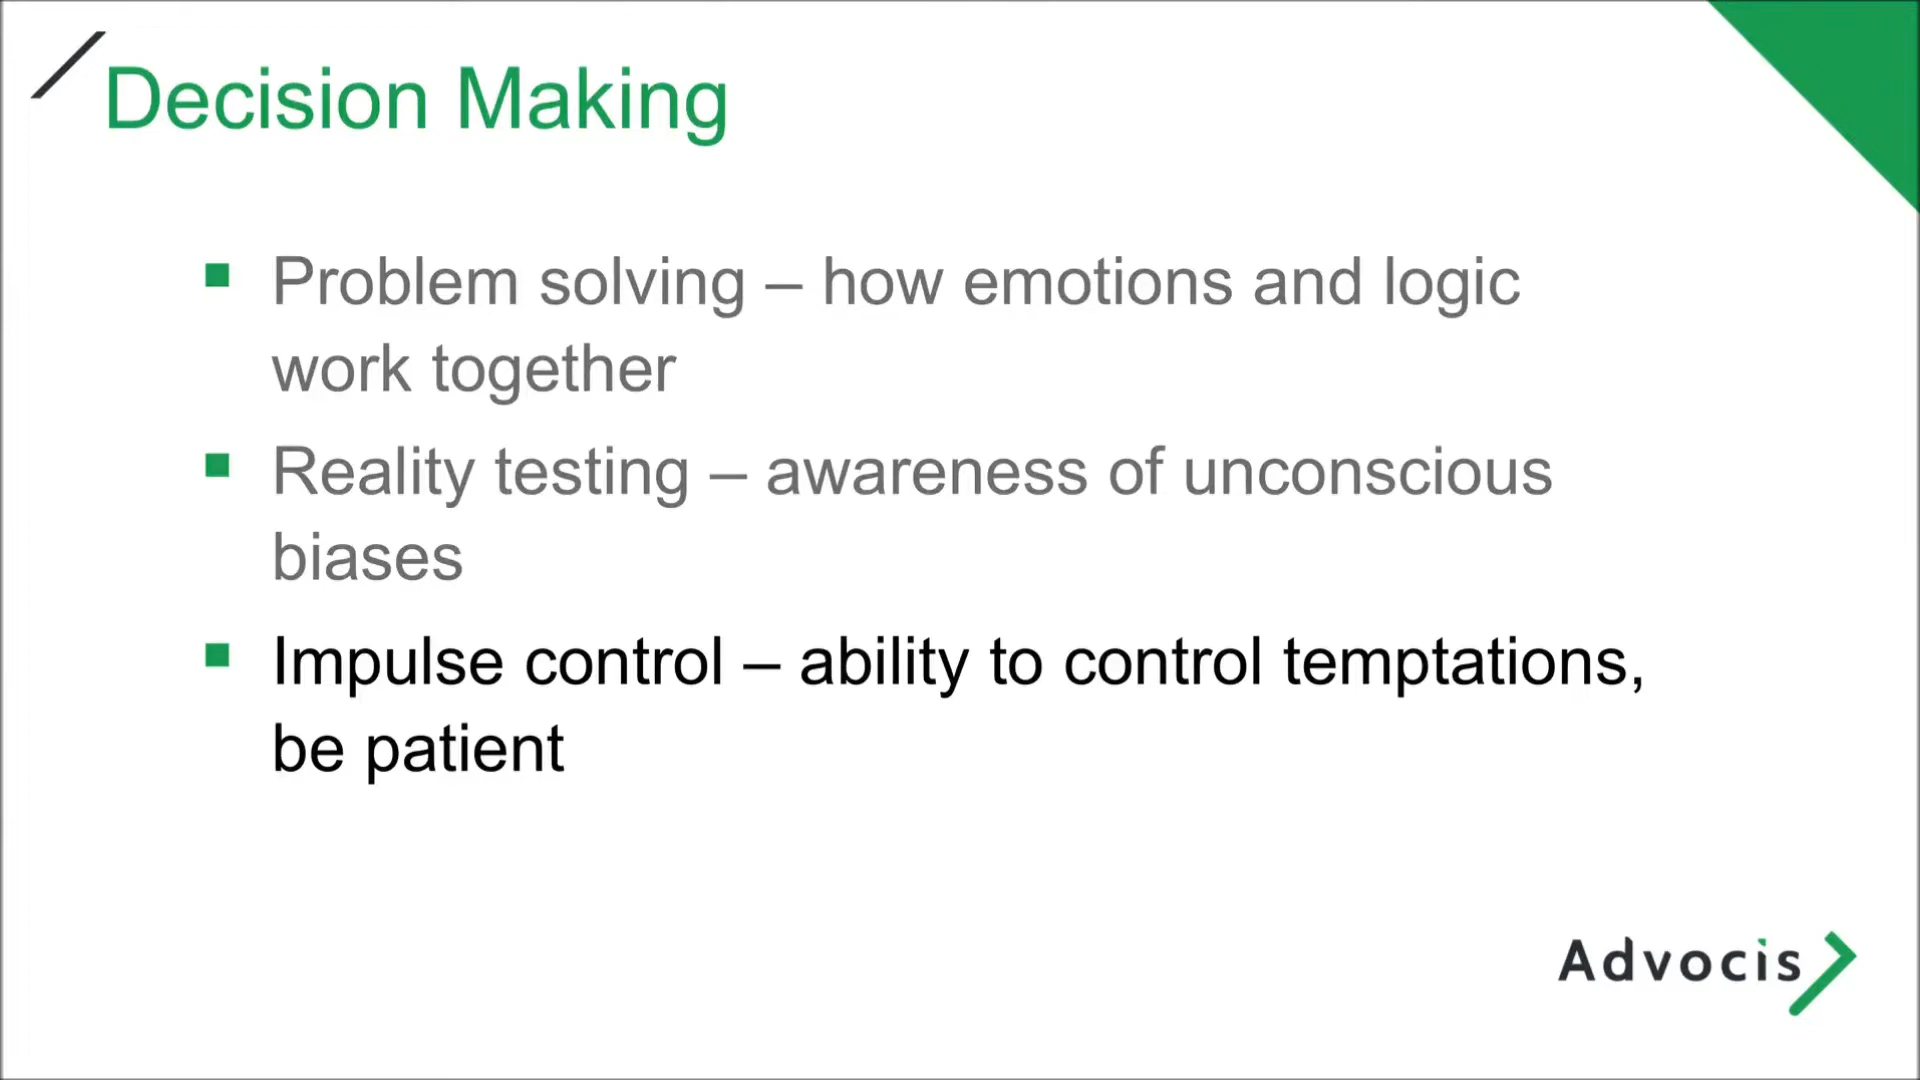 Decision Making
Problem solving – how emotions and logic
work together
Reality testing – awareness of unconscious
biases
Impulse control – ability to control temptations,
be patient
Advocis